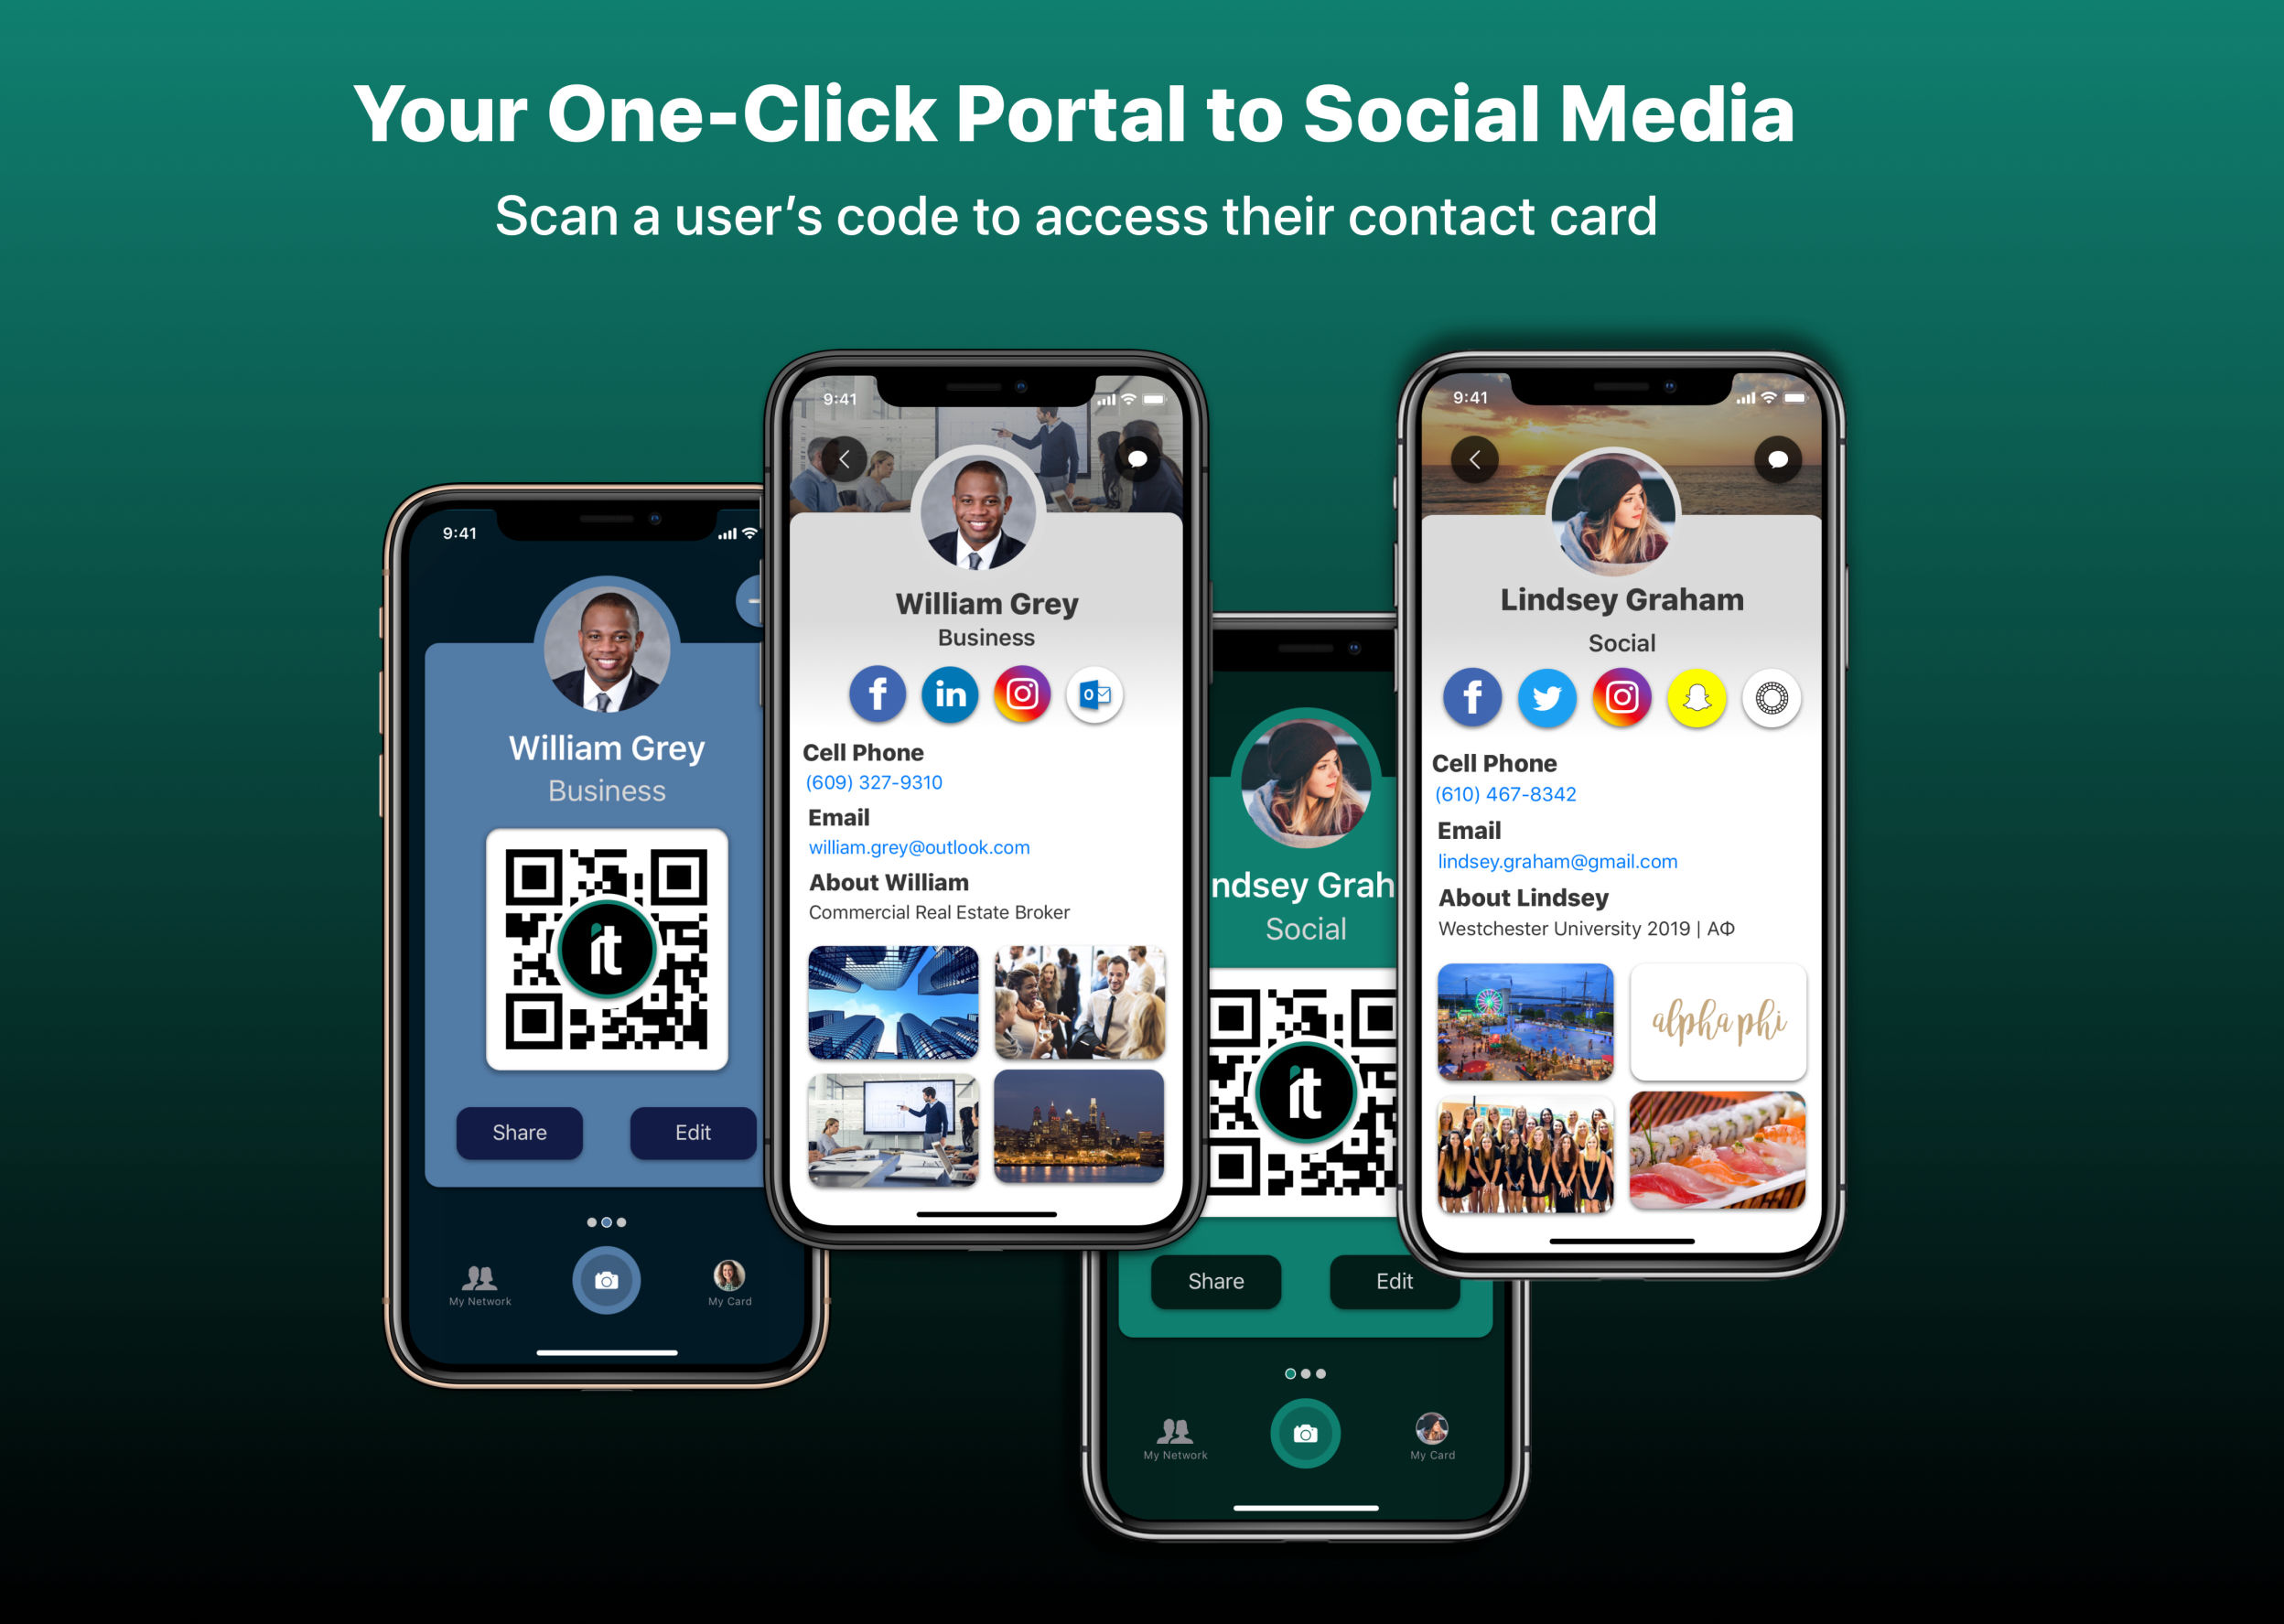 Your One-Click Portal to Social Media
Scan a user’s code to access their contact card
9:41
William Grey
Business
it
Share
Edit
My Network
My Card
9:41
William Grey
Business
f
in
o
Cell Phone
(609) 327-9310
Email
william.grey@outlook.com
About William
Commercial Real Estate Broker
ndsey Grah
Social
it
Share
Edit
My Network
My Card
9:41
Lindsey Graham
Social
f
Cell Phone
(610) 467-8342
Email
lindsey.graham@gmail.com
About Lindsey
Westchester University 2019 | ΑΦ
alpha phi